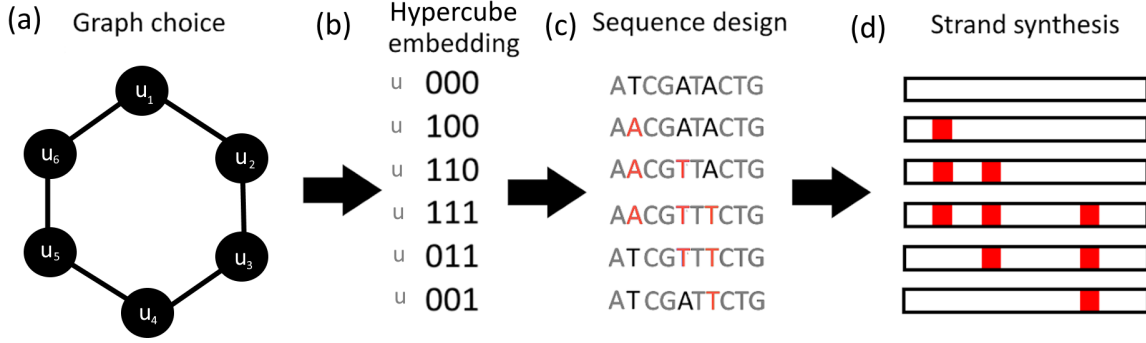 (a) Graph choice
u₁
u₆
u₂
u₅
u₃
u₄
(b) Hypercube
embedding
u 000
u 100
u 110
u 111
u 011
u 001
(c) Sequence design
ATCGATACTG
AACGATACTG
AACGTTACTG
AACGTTTCTG
ATCGTTTCTG
ATCGATTCTG
(d) Strand synthesis